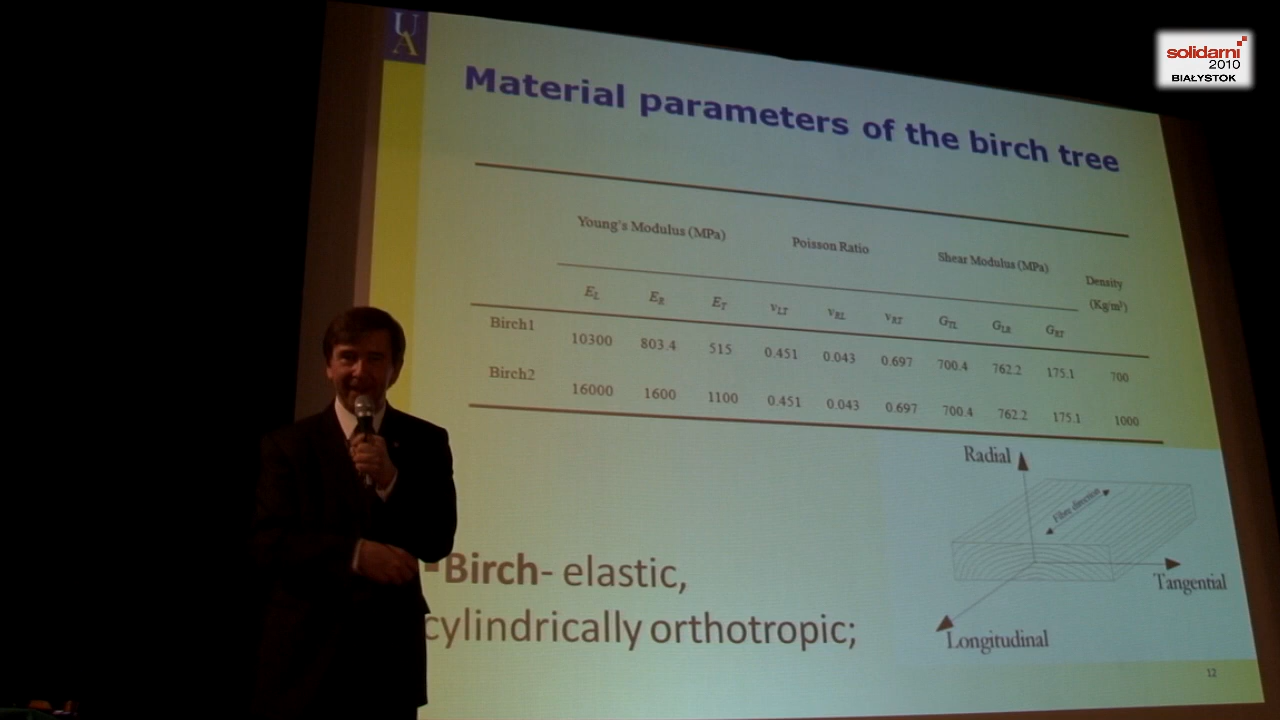 solidarni
2010
BIAŁYSTOK
UA
Material parameters of the birch tree
Young's Modulus (MPa) Poisson Ratio Shear Modulus (MPa) Density
(Kg/m³)
E_L E_R E_T ν_LT ν_RL ν_RT G_TL G_LR G_RT
Birch1 10300 803.4 515 0.451 0.043 0.697 700.4 762.2 175.1 700
Birch2 16000 1600 1100 0.451 0.043 0.697 700.4 762.2 175.1 1000
Radial
Fibre direction
Tangential
Longitudinal
Birch- elastic,
cylindrically orthotropic;
12